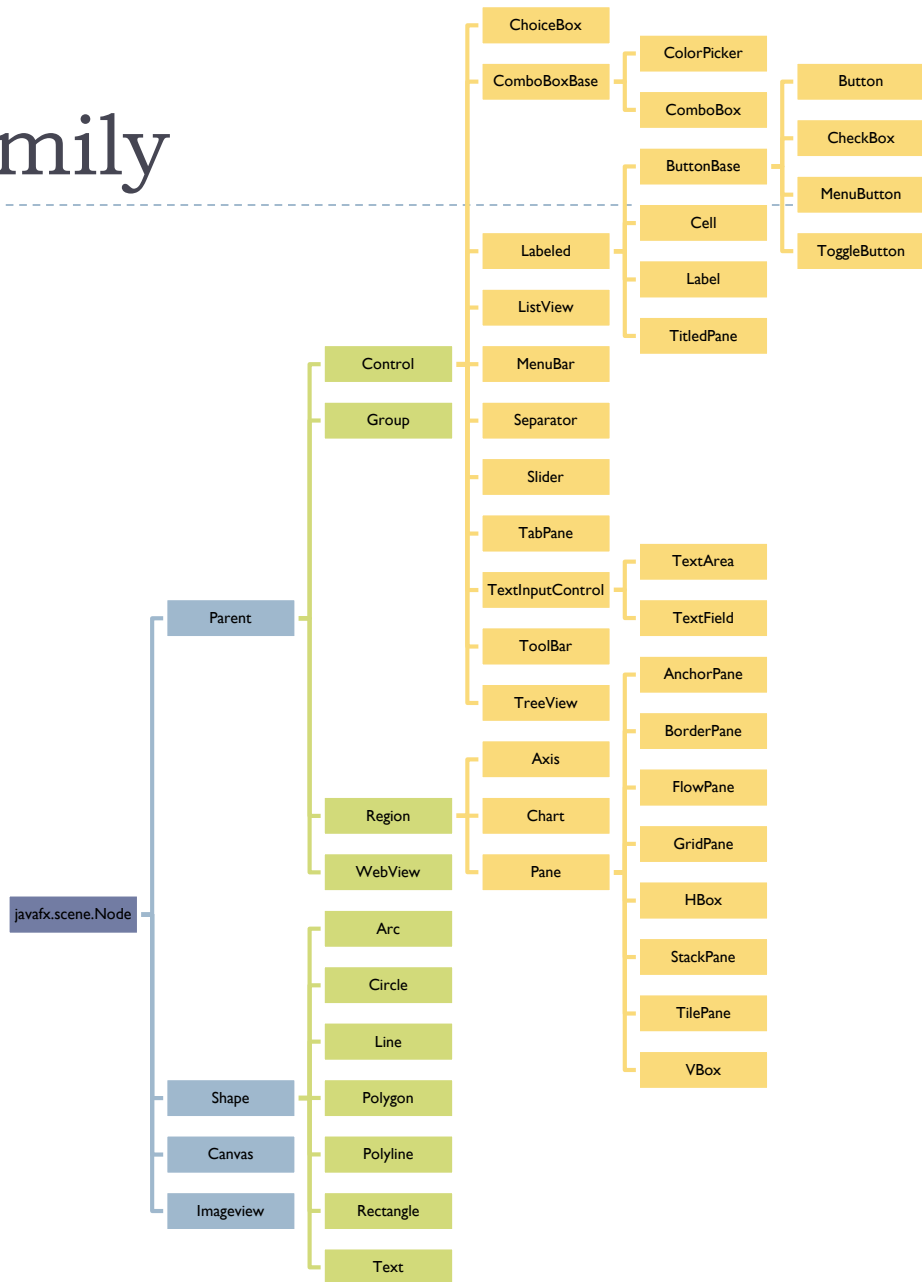 mily
javafx.scene.Node
Parent
Control
ChoiceBox
ComboBoxBase
ColorPicker
ComboBox
Labeled
ButtonBase
Button
CheckBox
MenuButton
ToggleButton
Cell
Label
TitledPane
ListView
MenuBar
Separator
Slider
TabPane
TextInputControl
TextArea
TextField
ToolBar
TreeView
Group
Region
Axis
Chart
Pane
AnchorPane
BorderPane
FlowPane
GridPane
HBox
StackPane
TilePane
VBox
WebView
Shape
Arc
Circle
Line
Polygon
Polyline
Rectangle
Text
Canvas
Imageview